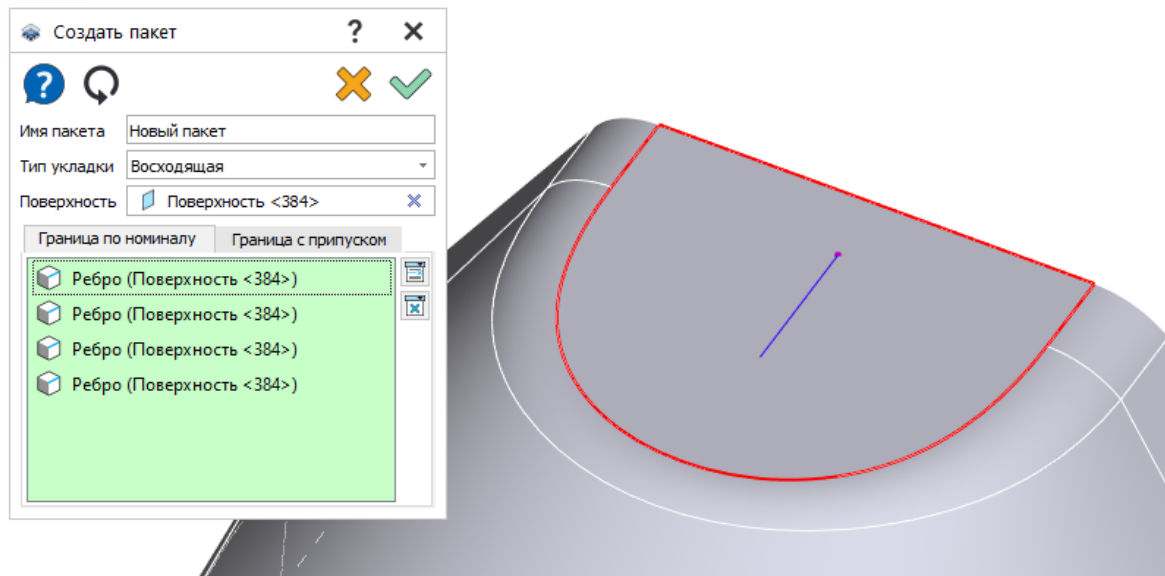 Создать пакет ?
?
Имя пакета Новый пакет
Тип укладки Восходящая
Поверхность Поверхность <384>
Граница по номиналу Граница с припуском
Ребро (Поверхность <384>)
Ребро (Поверхность <384>)
Ребро (Поверхность <384>)
Ребро (Поверхность <384>)